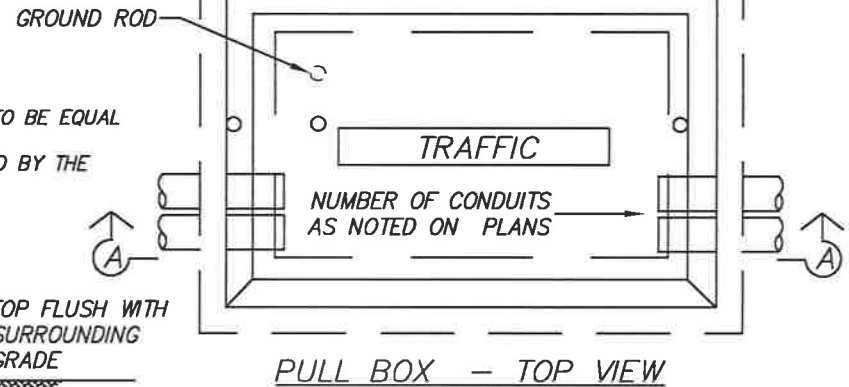 GROUND ROD
TO BE EQUAL
D BY THE
TRAFFIC
NUMBER OF CONDUITS
AS NOTED ON PLANS
A
A
TOP FLUSH WITH
SURROUNDING
GRADE
PULL BOX - TOP VIEW